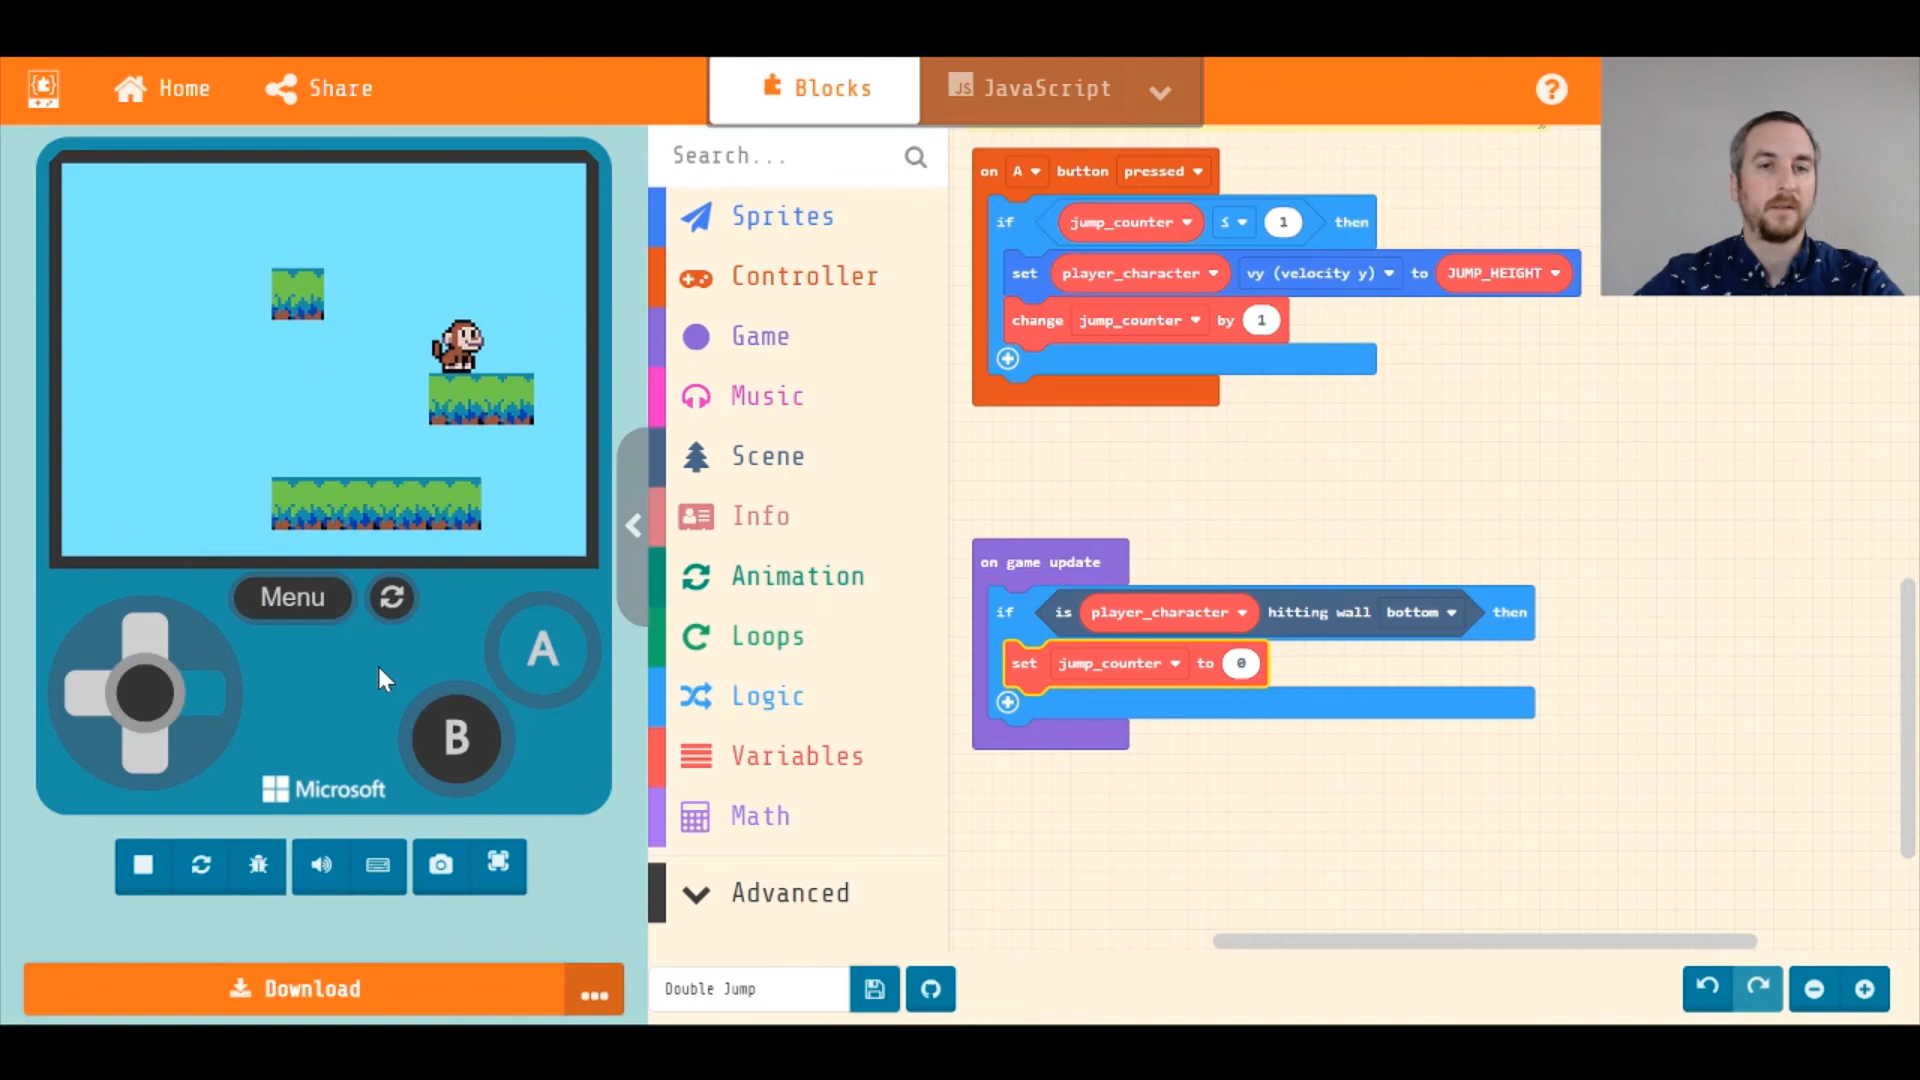 Home
Share
Blocks
JS JavaScript
?
Search...
Sprites
Controller
Game
Music
Scene
Info
Animation
Loops
Logic
Variables
Math
Advanced
on A button pressed
if jump_counter ≤ 1 then
set player_character vy (velocity y) to JUMP_HEIGHT
change jump_counter by 1
on game update
if is player_character hitting wall bottom then
set jump_counter to 0
Menu
A
B
Microsoft
Download
...
Double Jump